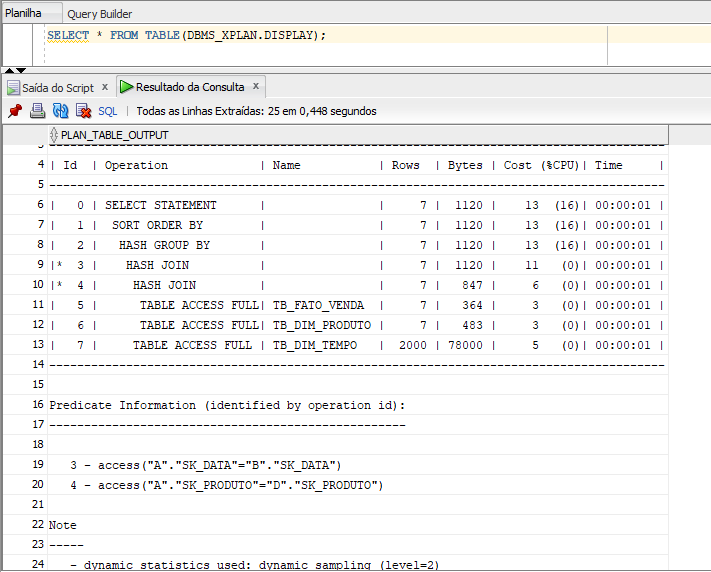 Planilha Query Builder
SELECT * FROM TABLE(DBMS_XPLAN.DISPLAY);
Saída do Script x Resultado da Consulta x
SQL | Todas as Linhas Extraídas: 25 em 0,448 segundos
PLAN_TABLE_OUTPUT
4 | Id | Operation | Name | Rows | Bytes | Cost (%CPU)| Time |
5 --------------------------------------------------------------------------------------
6 | 0 | SELECT STATEMENT | | 7 | 1120 | 13 (16)| 00:00:01 |
7 | 1 | SORT ORDER BY | | 7 | 1120 | 13 (16)| 00:00:01 |
8 | 2 | HASH GROUP BY | | 7 | 1120 | 13 (16)| 00:00:01 |
9 |* 3 | HASH JOIN | | 7 | 1120 | 11 (0)| 00:00:01 |
10 |* 4 | HASH JOIN | | 7 | 847 | 6 (0)| 00:00:01 |
11 | 5 | TABLE ACCESS FULL| TB_FATO_VENDA | 7 | 364 | 3 (0)| 00:00:01 |
12 | 6 | TABLE ACCESS FULL| TB_DIM_PRODUTO | 7 | 483 | 3 (0)| 00:00:01 |
13 | 7 | TABLE ACCESS FULL | TB_DIM_TEMPO | 2000 | 78000 | 5 (0)| 00:00:01 |
14 --------------------------------------------------------------------------------------
15
16 Predicate Information (identified by operation id):
17 ---------------------------------------------------
18
19 3 - access("A"."SK_DATA"="B"."SK_DATA")
20 4 - access("A"."SK_PRODUTO"="D"."SK_PRODUTO")
21
22 Note
23 -----
24 - dynamic statistics used: dynamic sampling (level=2)